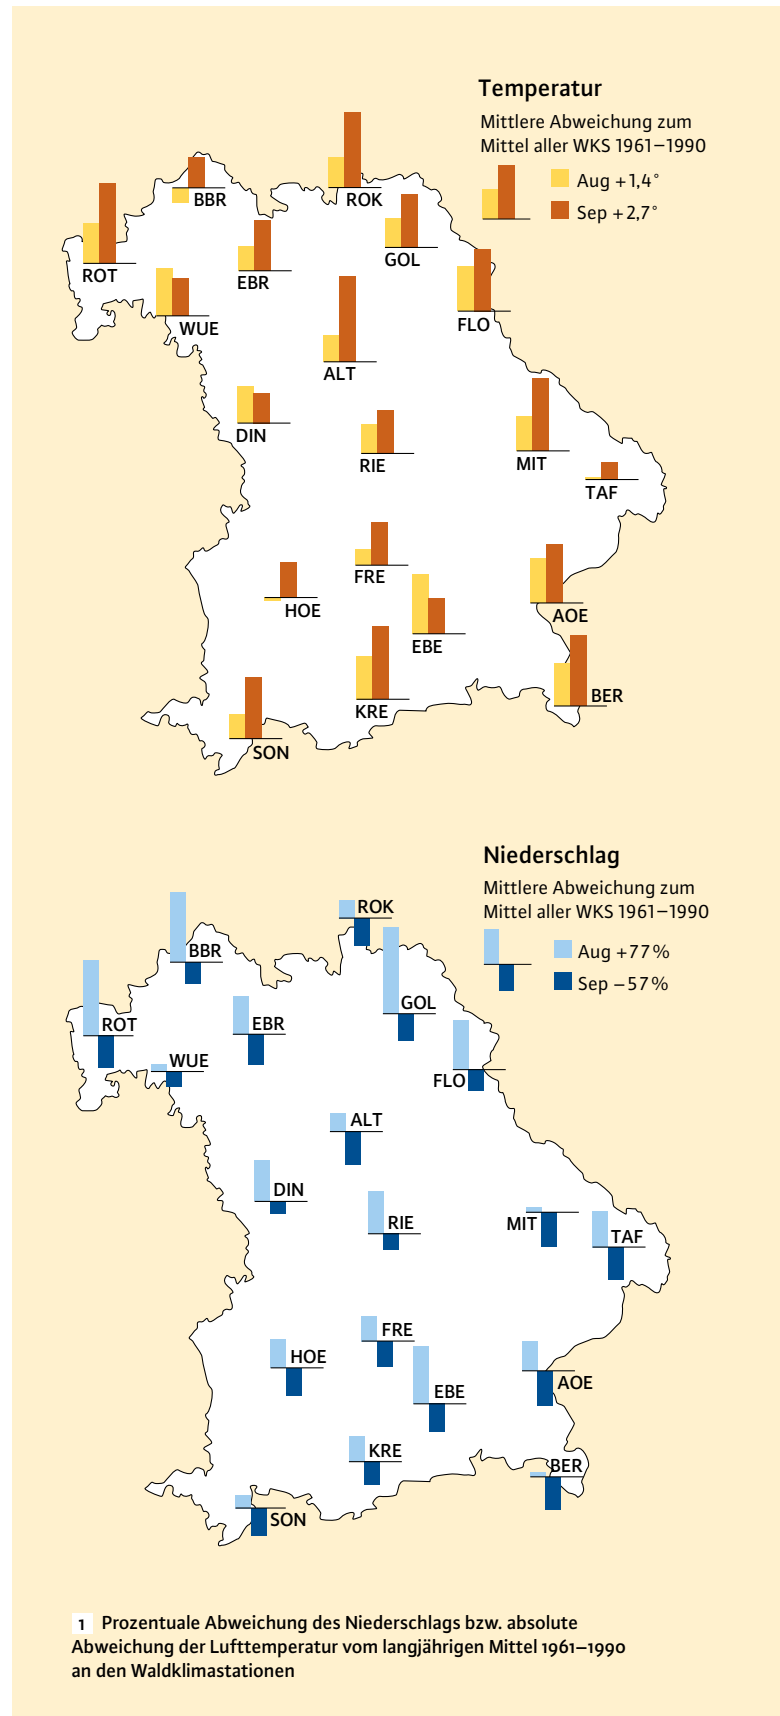 Temperatur
Mittlere Abweichung zum
Mittel aller WKS 1961–1990
Aug +1,4°
Sep +2,7°
BBR
ROK
ROT
GOL
EBR
WUE
FLO
ALT
DIN
RIE
MIT
TAF
FRE
HOE
AOE
EBE
BER
KRE
SON
Niederschlag
Mittlere Abweichung zum
Mittel aller WKS 1961–1990
Aug +77%
Sep –57%
ROK
BBR
GOL
ROT
EBR
WUE
FLO
ALT
DIN
RIE
MIT
TAF
FRE
HOE
AOE
EBE
KRE
BER
SON
1 Prozentuale Abweichung des Niederschlags bzw. absolute
Abweichung der Lufttemperatur vom langjährigen Mittel 1961–1990
an den Waldklimastationen